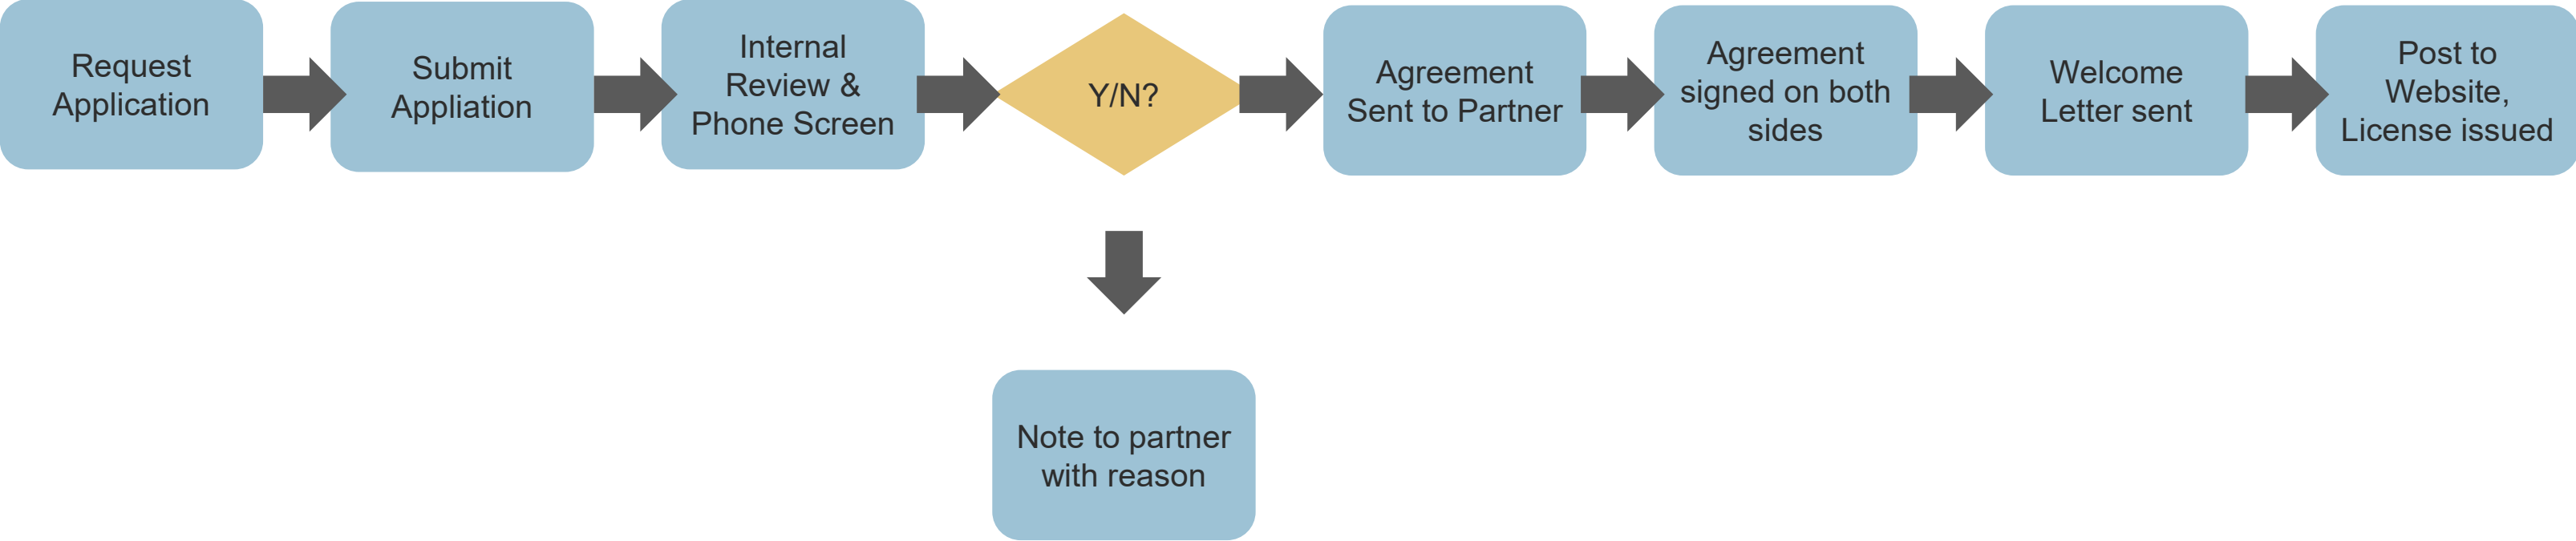 Request
Application
Submit
Appliation
Internal
Review &
Phone Screen
Y/N?
Agreement
Sent to Partner
Agreement
signed on both
sides
Welcome
Letter sent
Post to
Website,
License issued
Note to partner
with reason